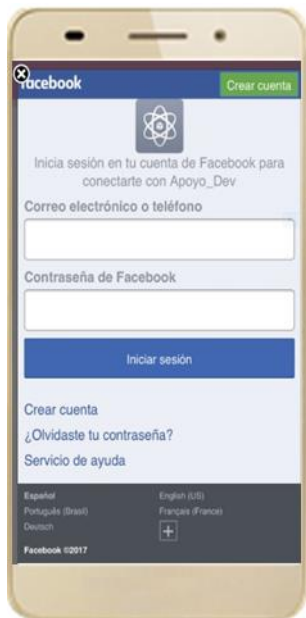 facebook
Crear cuenta
Inicia sesión en tu cuenta de Facebook para
conectarte con Apoyo_Dev
Correo electrónico o teléfono
Contraseña de Facebook
Iniciar sesión
Crear cuenta
¿Olvidaste tu contraseña?
Servicio de ayuda
Español
English (US)
Português (Brasil)
Français (France)
Deutsch
Facebook ©2017